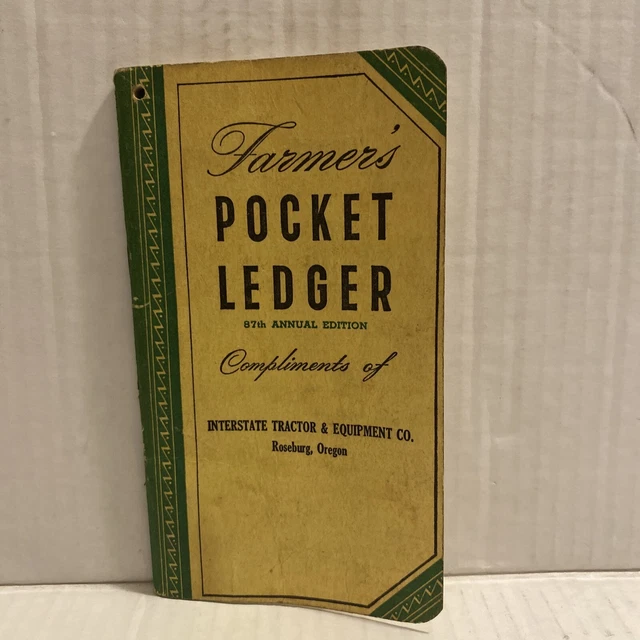 Farmer's
POCKET
LEDGER
87th ANNUAL EDITION
Compliments of
INTERSTATE TRACTOR & EQUIPMENT CO.
Roseburg, Oregon